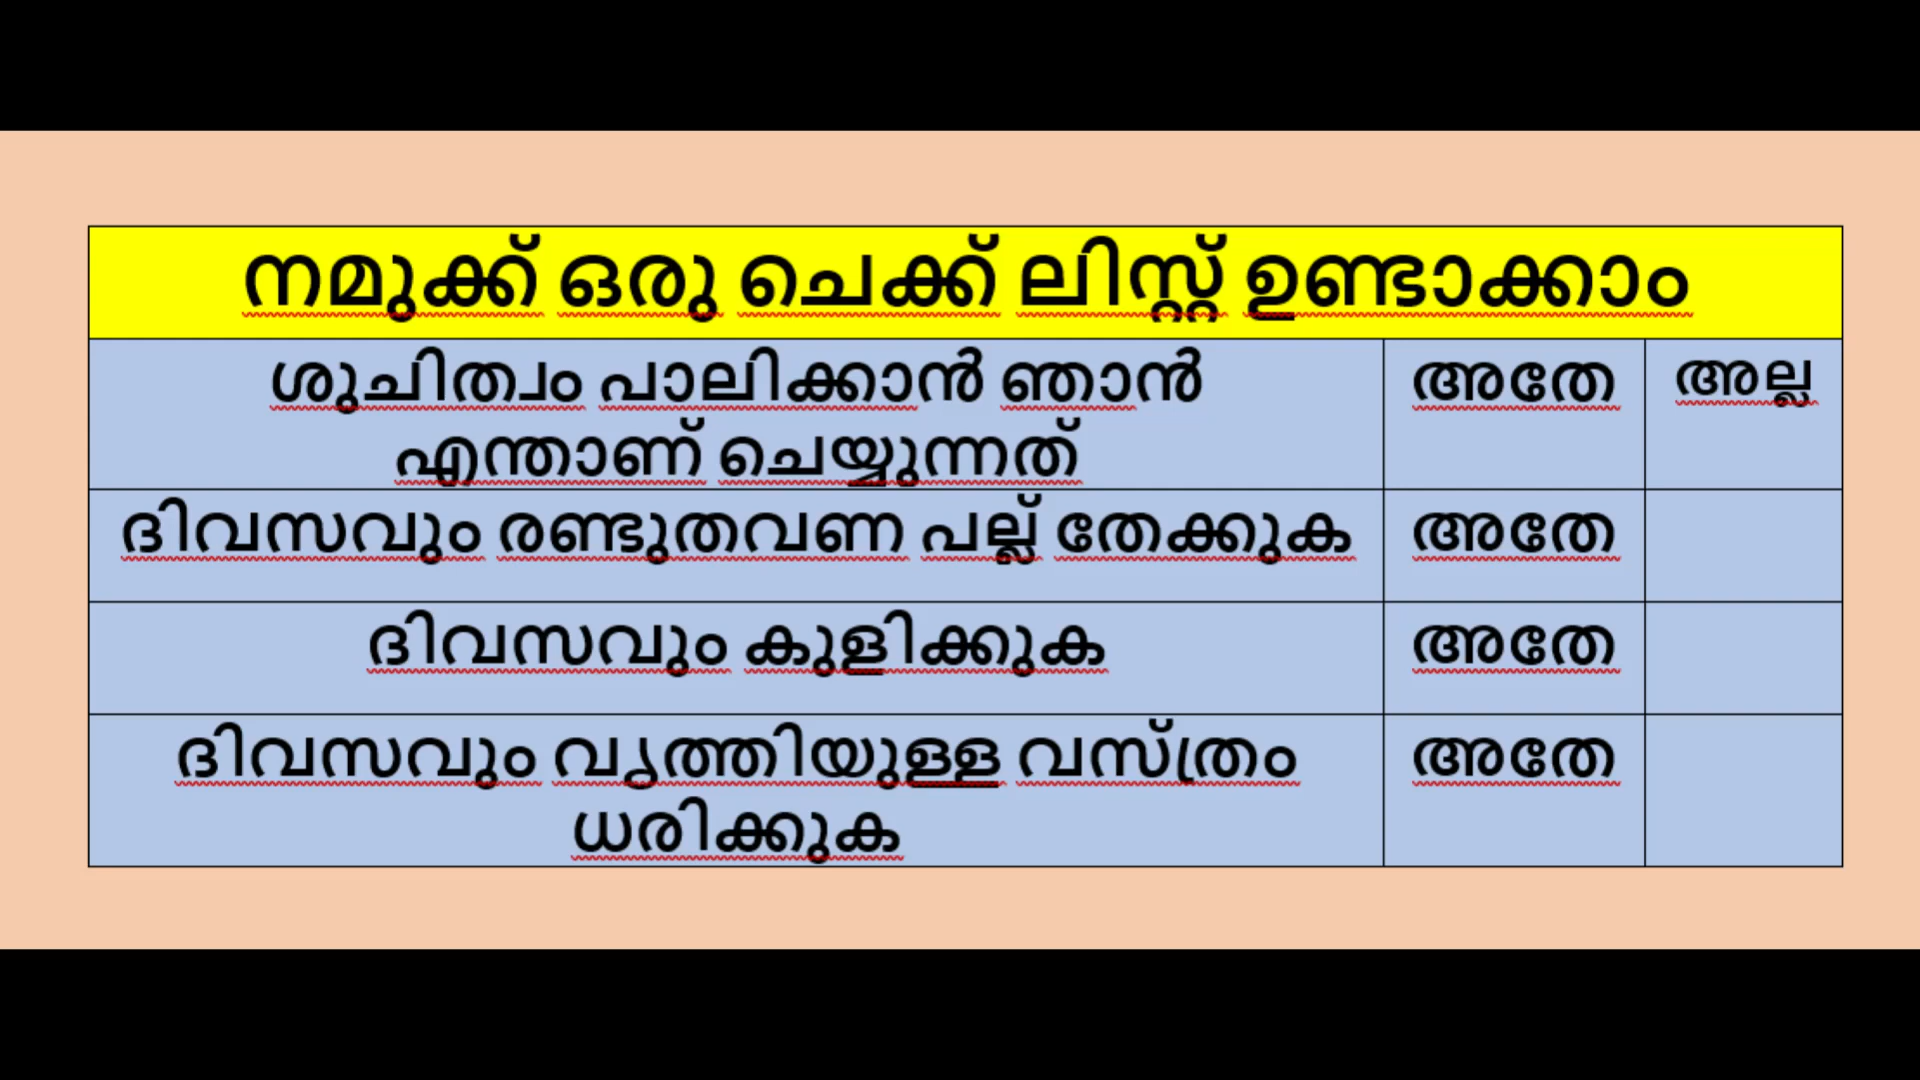 നമുക്ക് ഒരു ചെക്ക് ലിസ്റ്റ് ഉണ്ടാക്കാം
ശുചിത്വം പാലിക്കാൻ ഞാൻ അതേ അല്ല
എന്താണ് ചെയ്യുന്നത്
ദിവസവും രണ്ടുതവണ പല്ല് തേക്കുക അതേ
ദിവസവും കുളിക്കുക അതേ
ദിവസവും വൃത്തിയുള്ള വസ്ത്രം അതേ
ധരിക്കുക